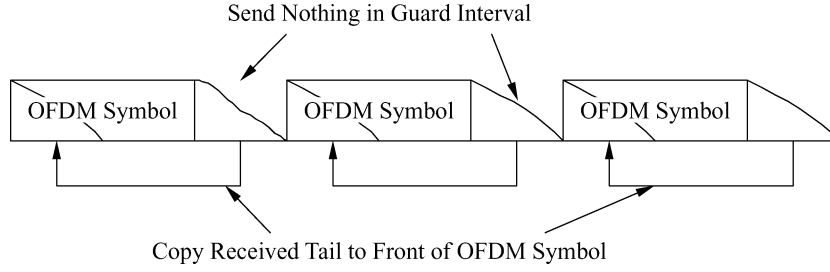 Send Nothing in Guard Interval
OFDM Symbol
OFDM Symbol
OFDM Symbol
Copy Received Tail to Front of OFDM Symbol